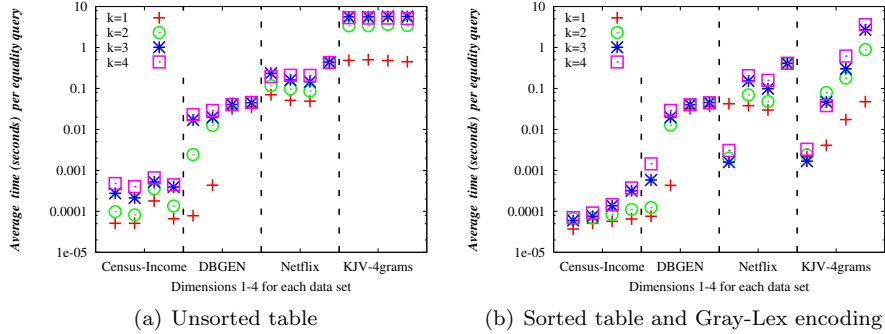 Average time (seconds) per equality query
10
1
0.1
0.01
0.001
0.0001
1e-05
k=1
k=2
k=3
k=4
Census-Income DBGEN Netflix KJV-4grams
Dimensions 1-4 for each data set
(a) Unsorted table
Average time (seconds) per equality query
10
1
0.1
0.01
0.001
0.0001
1e-05
k=1
k=2
k=3
k=4
Census-Income DBGEN Netflix KJV-4grams
Dimensions 1-4 for each data set
(b) Sorted table and Gray-Lex encoding